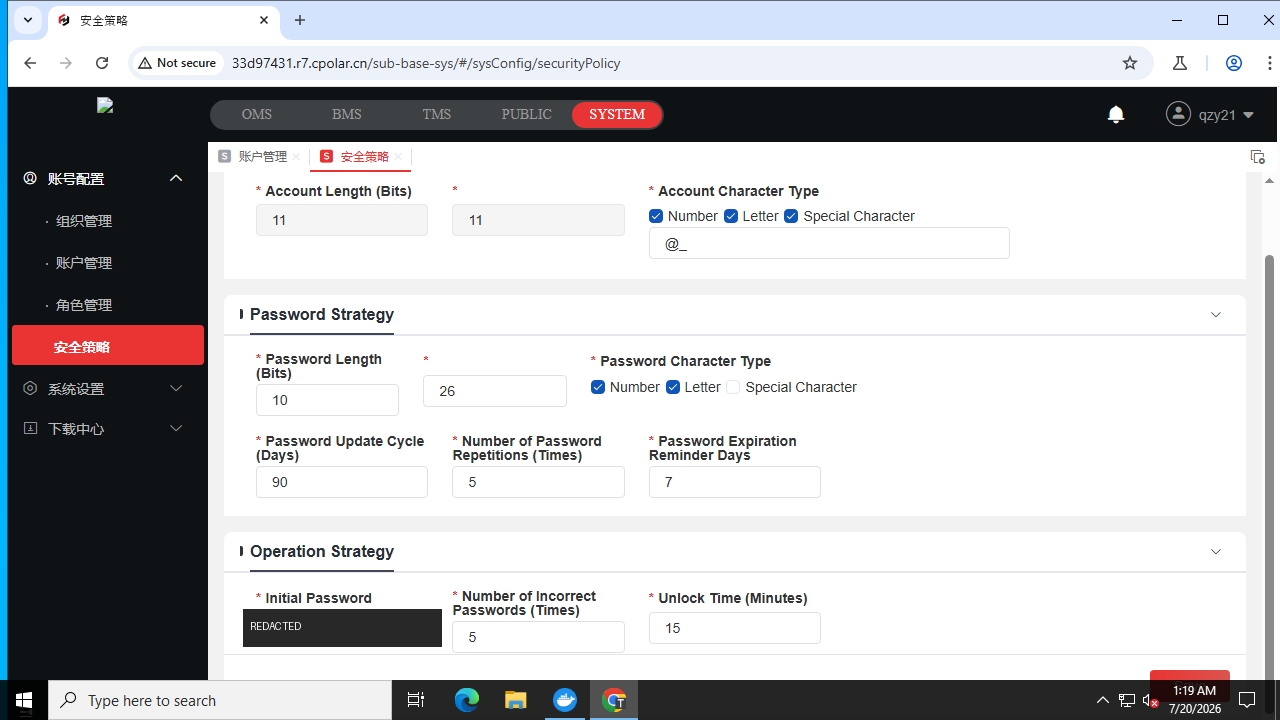 安全策略
Not secure
33d97431.r7.cpolar.cn/sub-base-sys/#/sysConfig/securityPolicy
OMS
BMS
TMS
PUBLIC
SYSTEM
qzy21
S 账户管理
S 安全策略
账号配置
· 组织管理
· 账户管理
· 角色管理
安全策略
系统设置
下载中心
* Account Length (Bits)
*
* Account Character Type
11
11
Number Letter Special Character
@_
Password Strategy
* Password Length (Bits)
*
* Password Character Type
10
26
Number Letter Special Character
* Password Update Cycle (Days)
* Number of Password Repetitions (Times)
* Password Expiration Reminder Days
90
5
7
Operation Strategy
* Initial Password
* Number of Incorrect Passwords (Times)
* Unlock Time (Minutes)
REDACTED
5
15
Type here to search
1:19 AM
7/20/2026